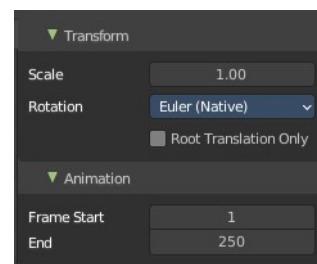 Transform
Scale 1.00
Rotation Euler (Native)
Root Translation Only
Animation
Frame Start 1
End 250